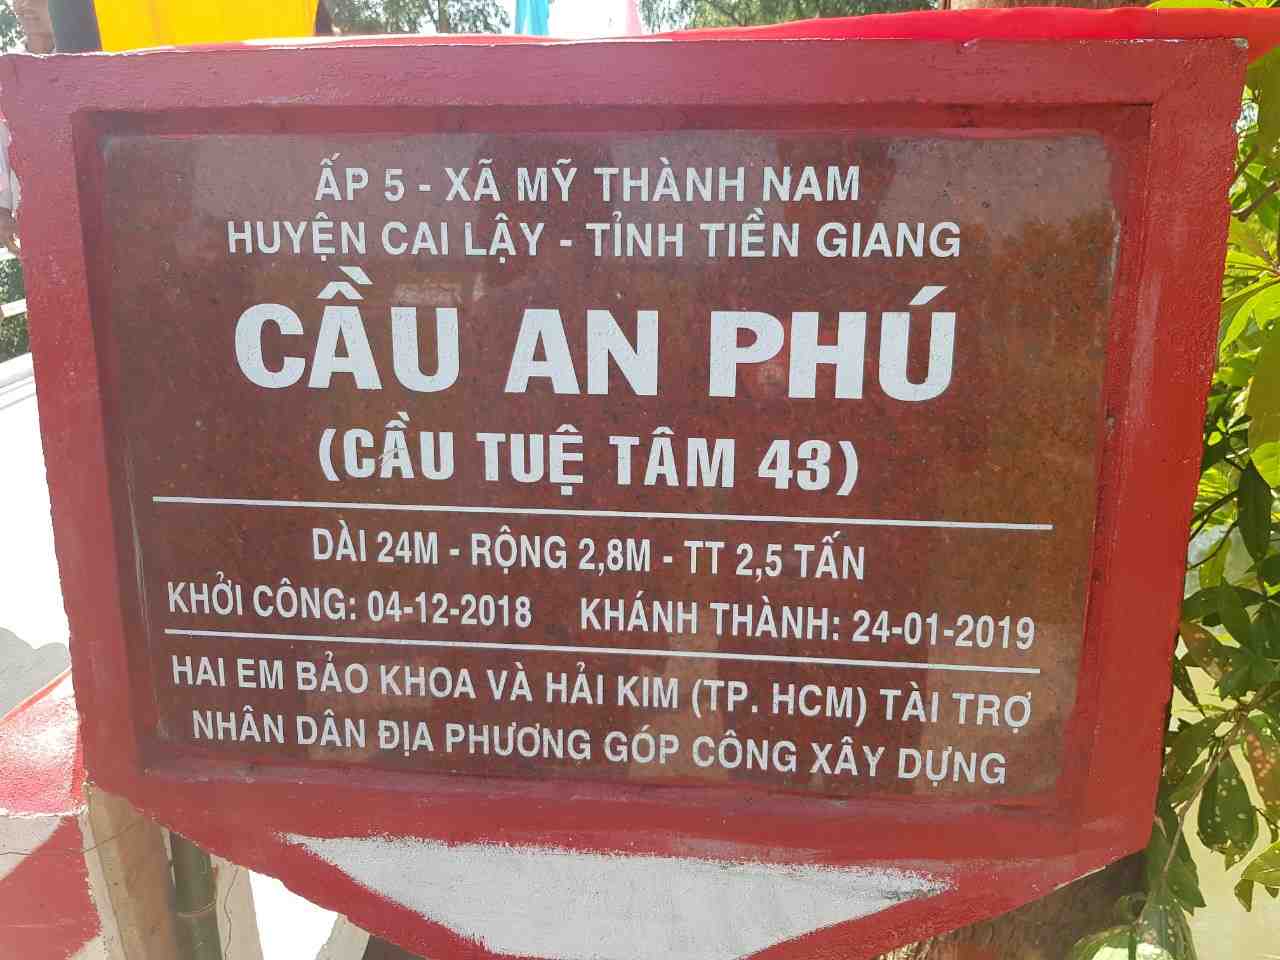 ẤP 5 - XÃ MỸ THÀNH NAM
HUYỆN CAI LẬY - TỈNH TIỀN GIANG
CẦU AN PHÚ
(CẦU TUỆ TÂM 43)
DÀI 24M - RỘNG 2,8M - TT 2,5 TẤN
KHỞI CÔNG: 04-12-2018 KHÁNH THÀNH: 24-01-2019
HAI EM BẢO KHOA VÀ HẢI KIM (TP. HCM) TÀI TRỢ
NHÂN DÂN ĐỊA PHƯƠNG GÓP CÔNG XÂY DỰNG